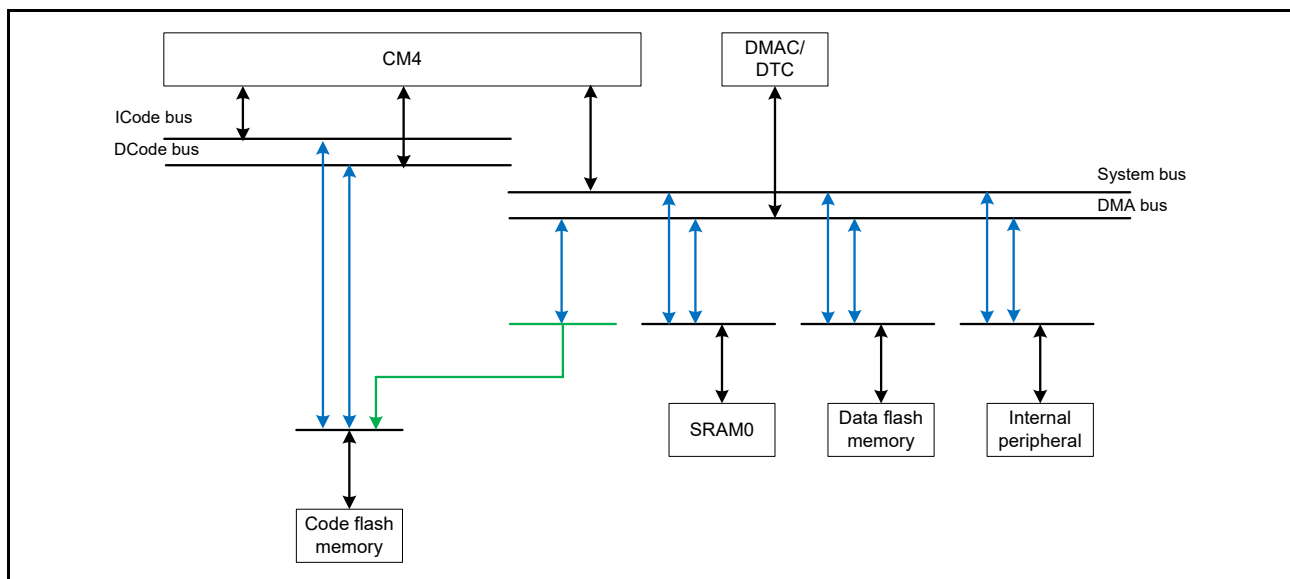 CM4
DMAC/
DTC
ICode bus
DCode bus
System bus
DMA bus
SRAM0
Data flash
memory
Internal
peripheral
Code flash
memory